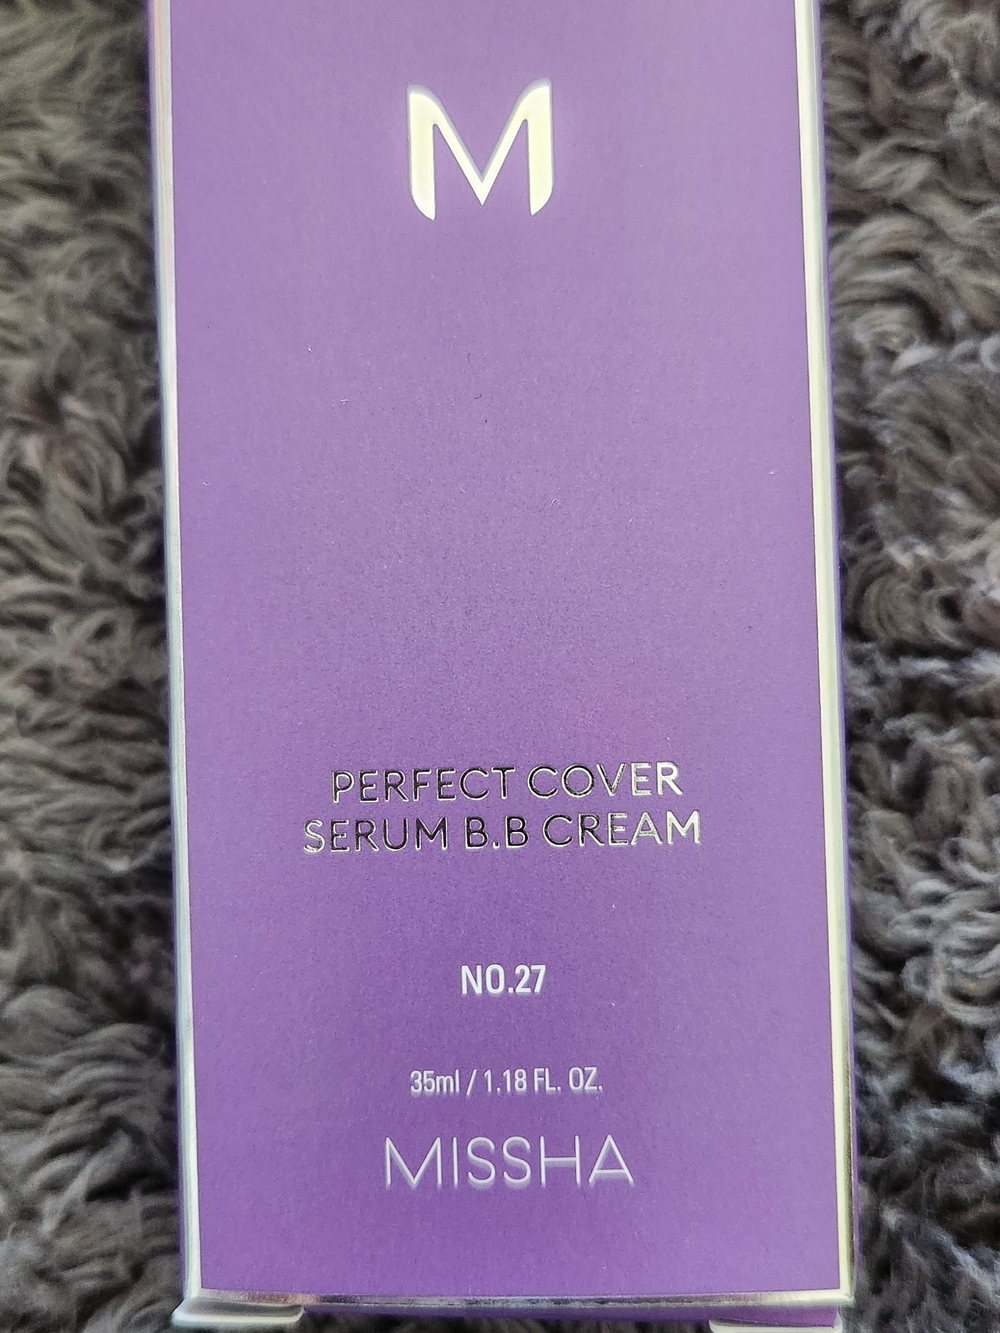 M
PERFECT COVER
SERUM B.B CREAM
NO.27
35ml / 1.18 FL. OZ.
MISSHA